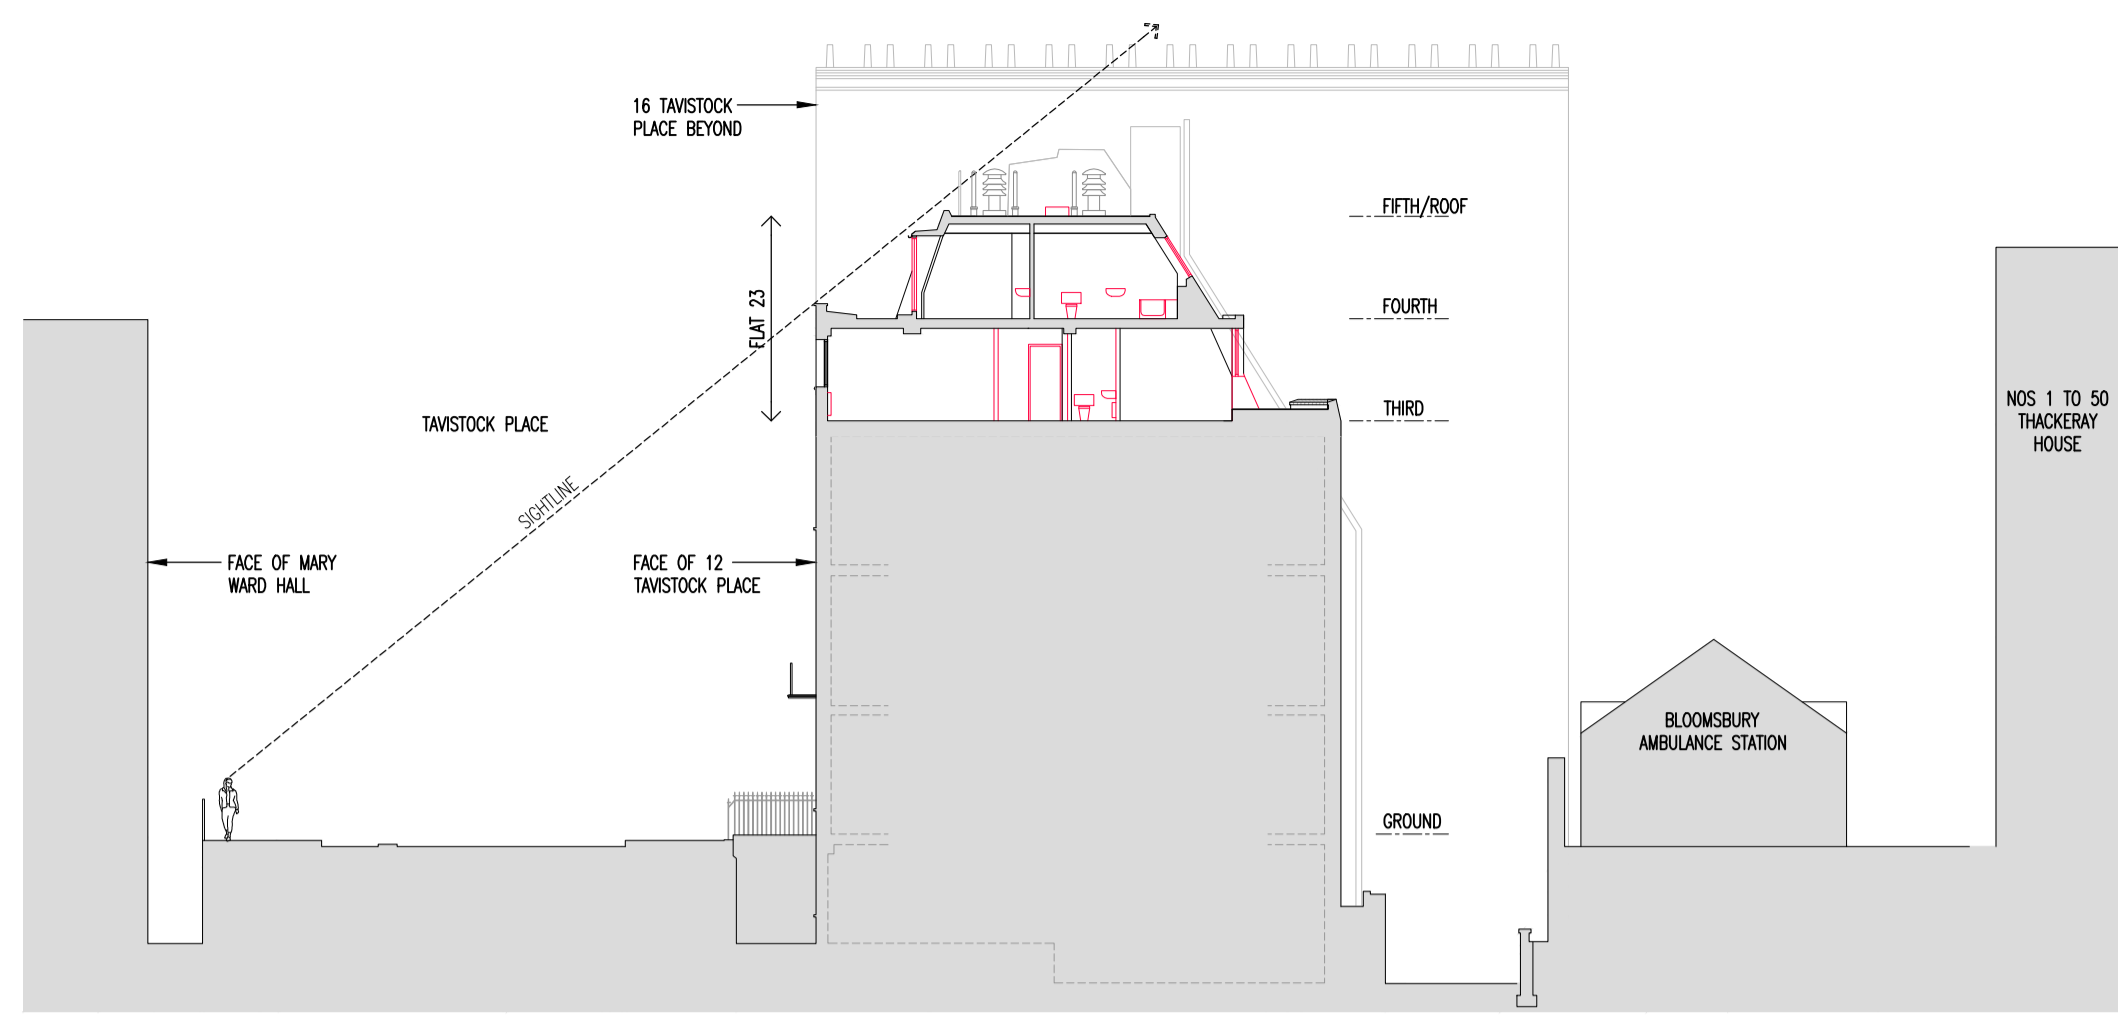 16 TAVISTOCK
PLACE BEYOND
FIFTH/ROOF
FLAT 23
FOURTH
THIRD
TAVISTOCK PLACE
NOS 1 TO 50
THACKERAY
HOUSE
SIGHTLINE
FACE OF MARY
WARD HALL
FACE OF 12
TAVISTOCK PLACE
BLOOMSBURY
AMBULANCE STATION
GROUND